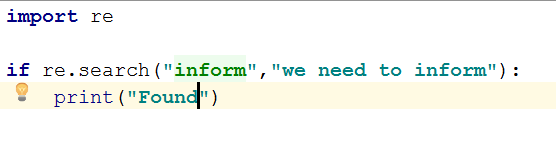 import re
if re.search("inform","we need to inform"):
    print("Found")